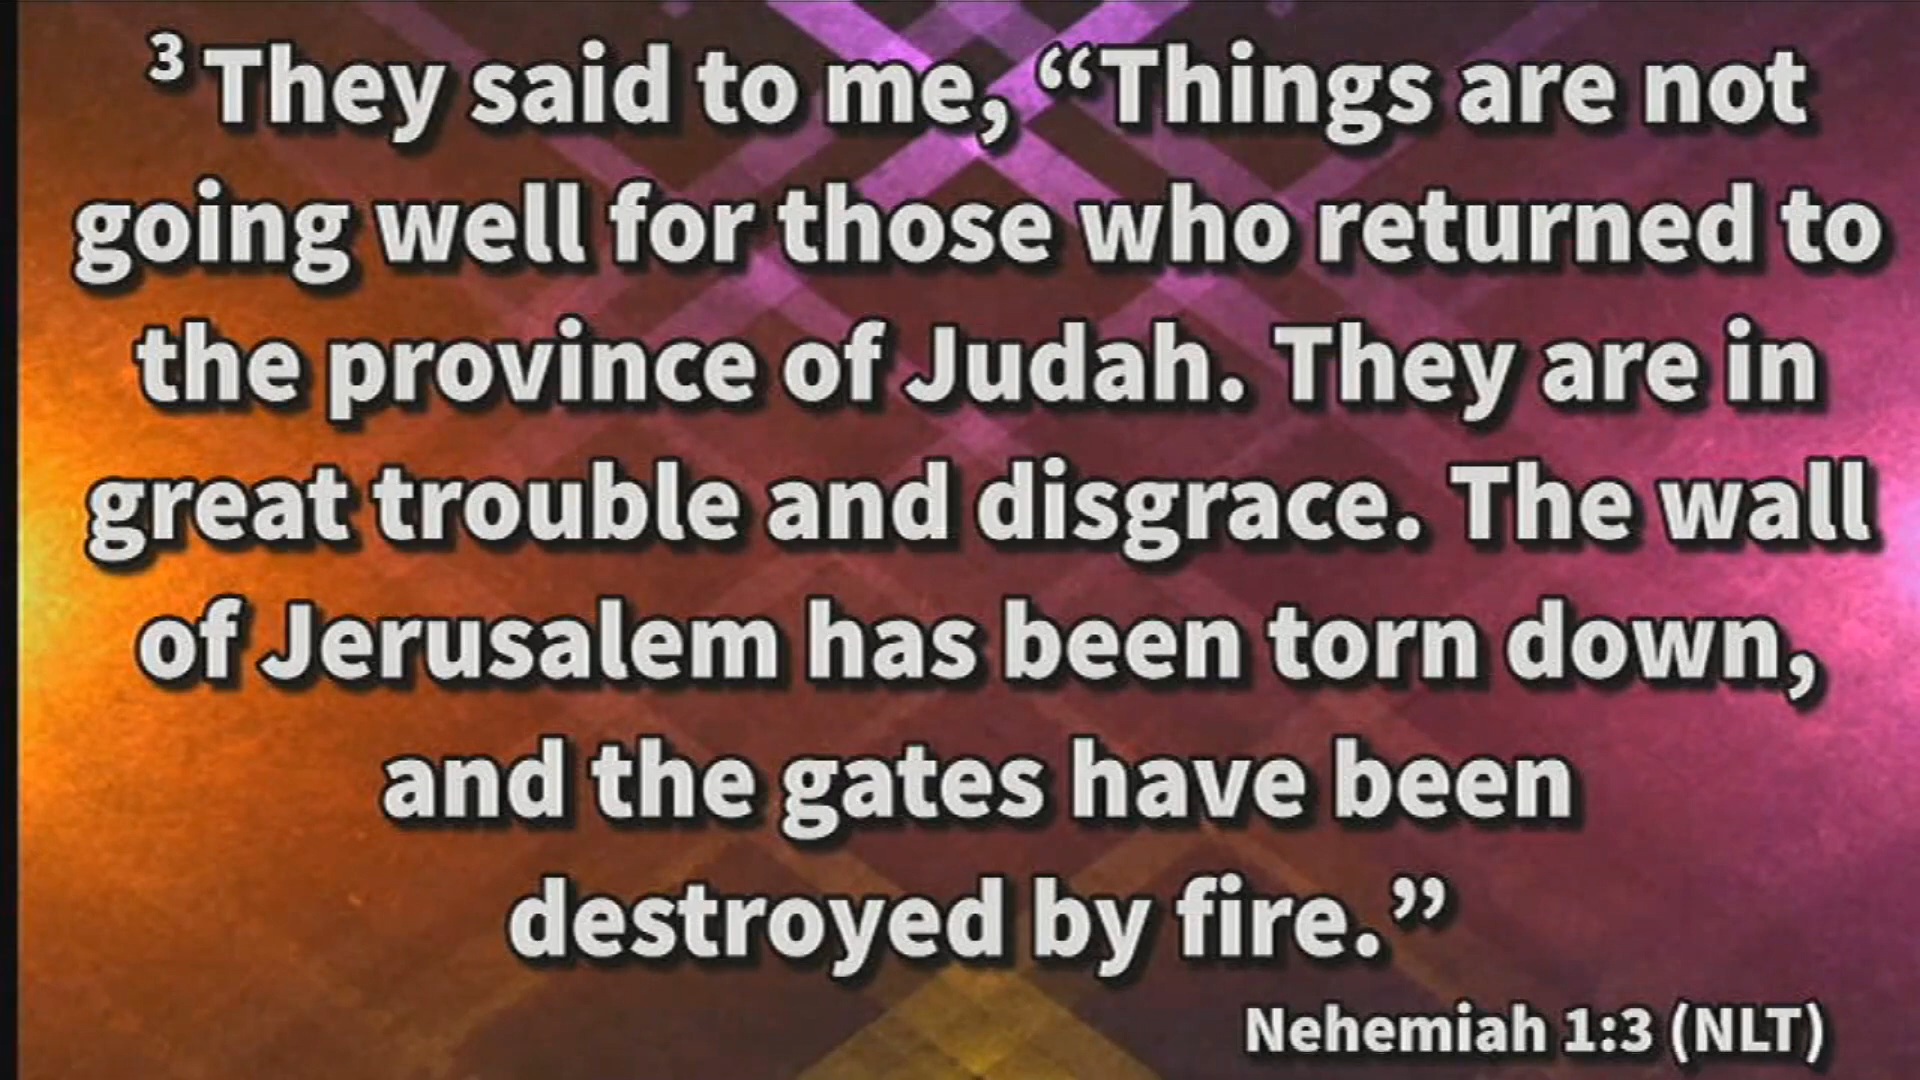 3 They said to me, “Things are not
going well for those who returned to
the province of Judah. They are in
great trouble and disgrace. The wall
of Jerusalem has been torn down,
and the gates have been
destroyed by fire.”
Nehemiah 1:3 (NLT)